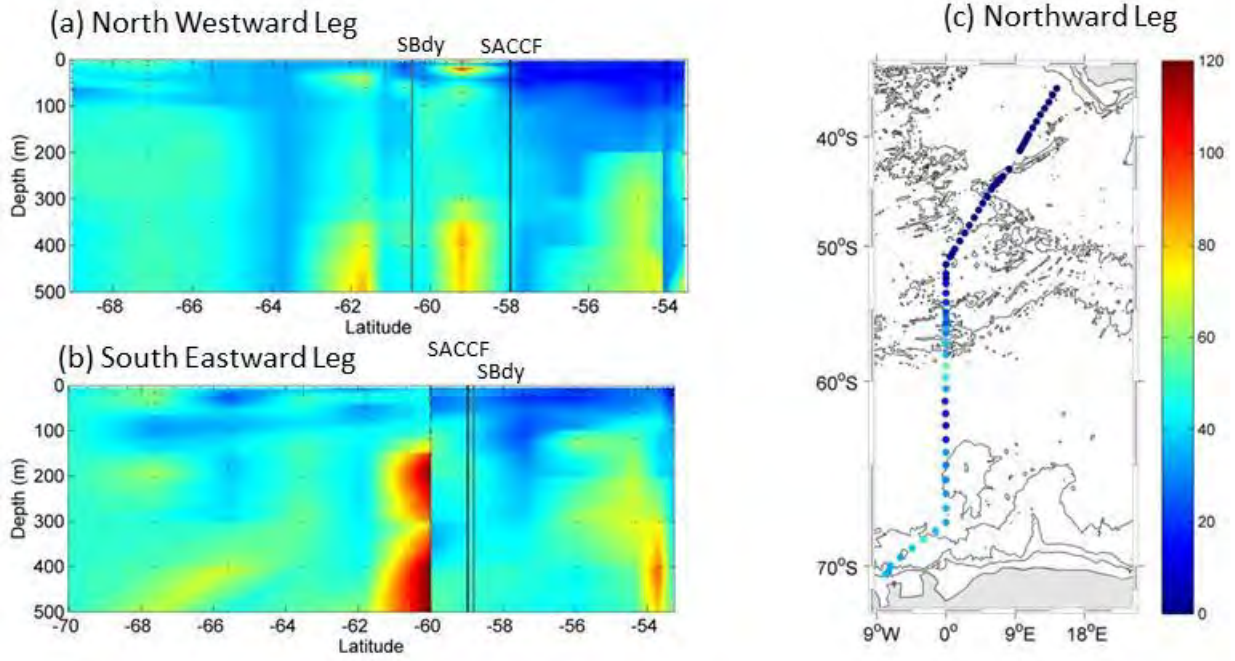 (a) North Westward Leg
SBdy SACCF
0
100
200
300
400
500
Depth (m)
-68 -66 -64 -62 -60 -58 -56 -54
Latitude
(b) South Eastward Leg
SACCF
SBdy
0
100
200
300
400
500
Depth (m)
-70 -68 -66 -64 -62 -60 -58 -56 -54
Latitude
(c) Northward Leg
40°S
50°S
60°S
70°S
9°W 0° 9°E 18°E
120
100
80
60
40
20
0